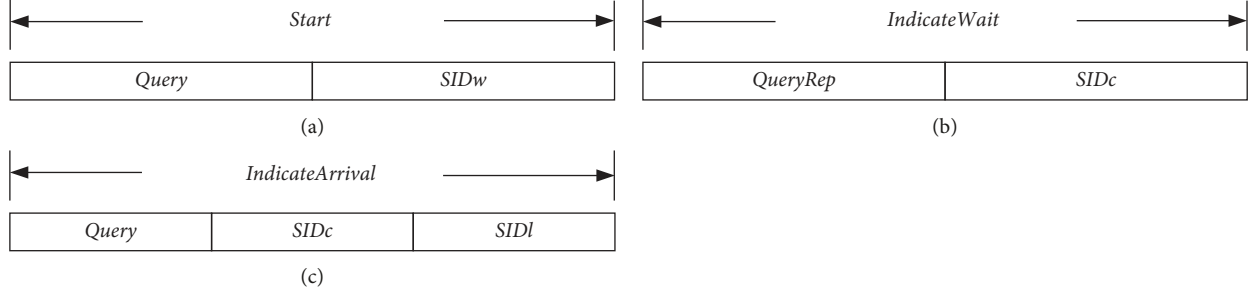 Start
Query SIDw
(a)
IndicateWait
QueryRep SIDc
(b)
IndicateArrival
Query SIDc SIDl
(c)